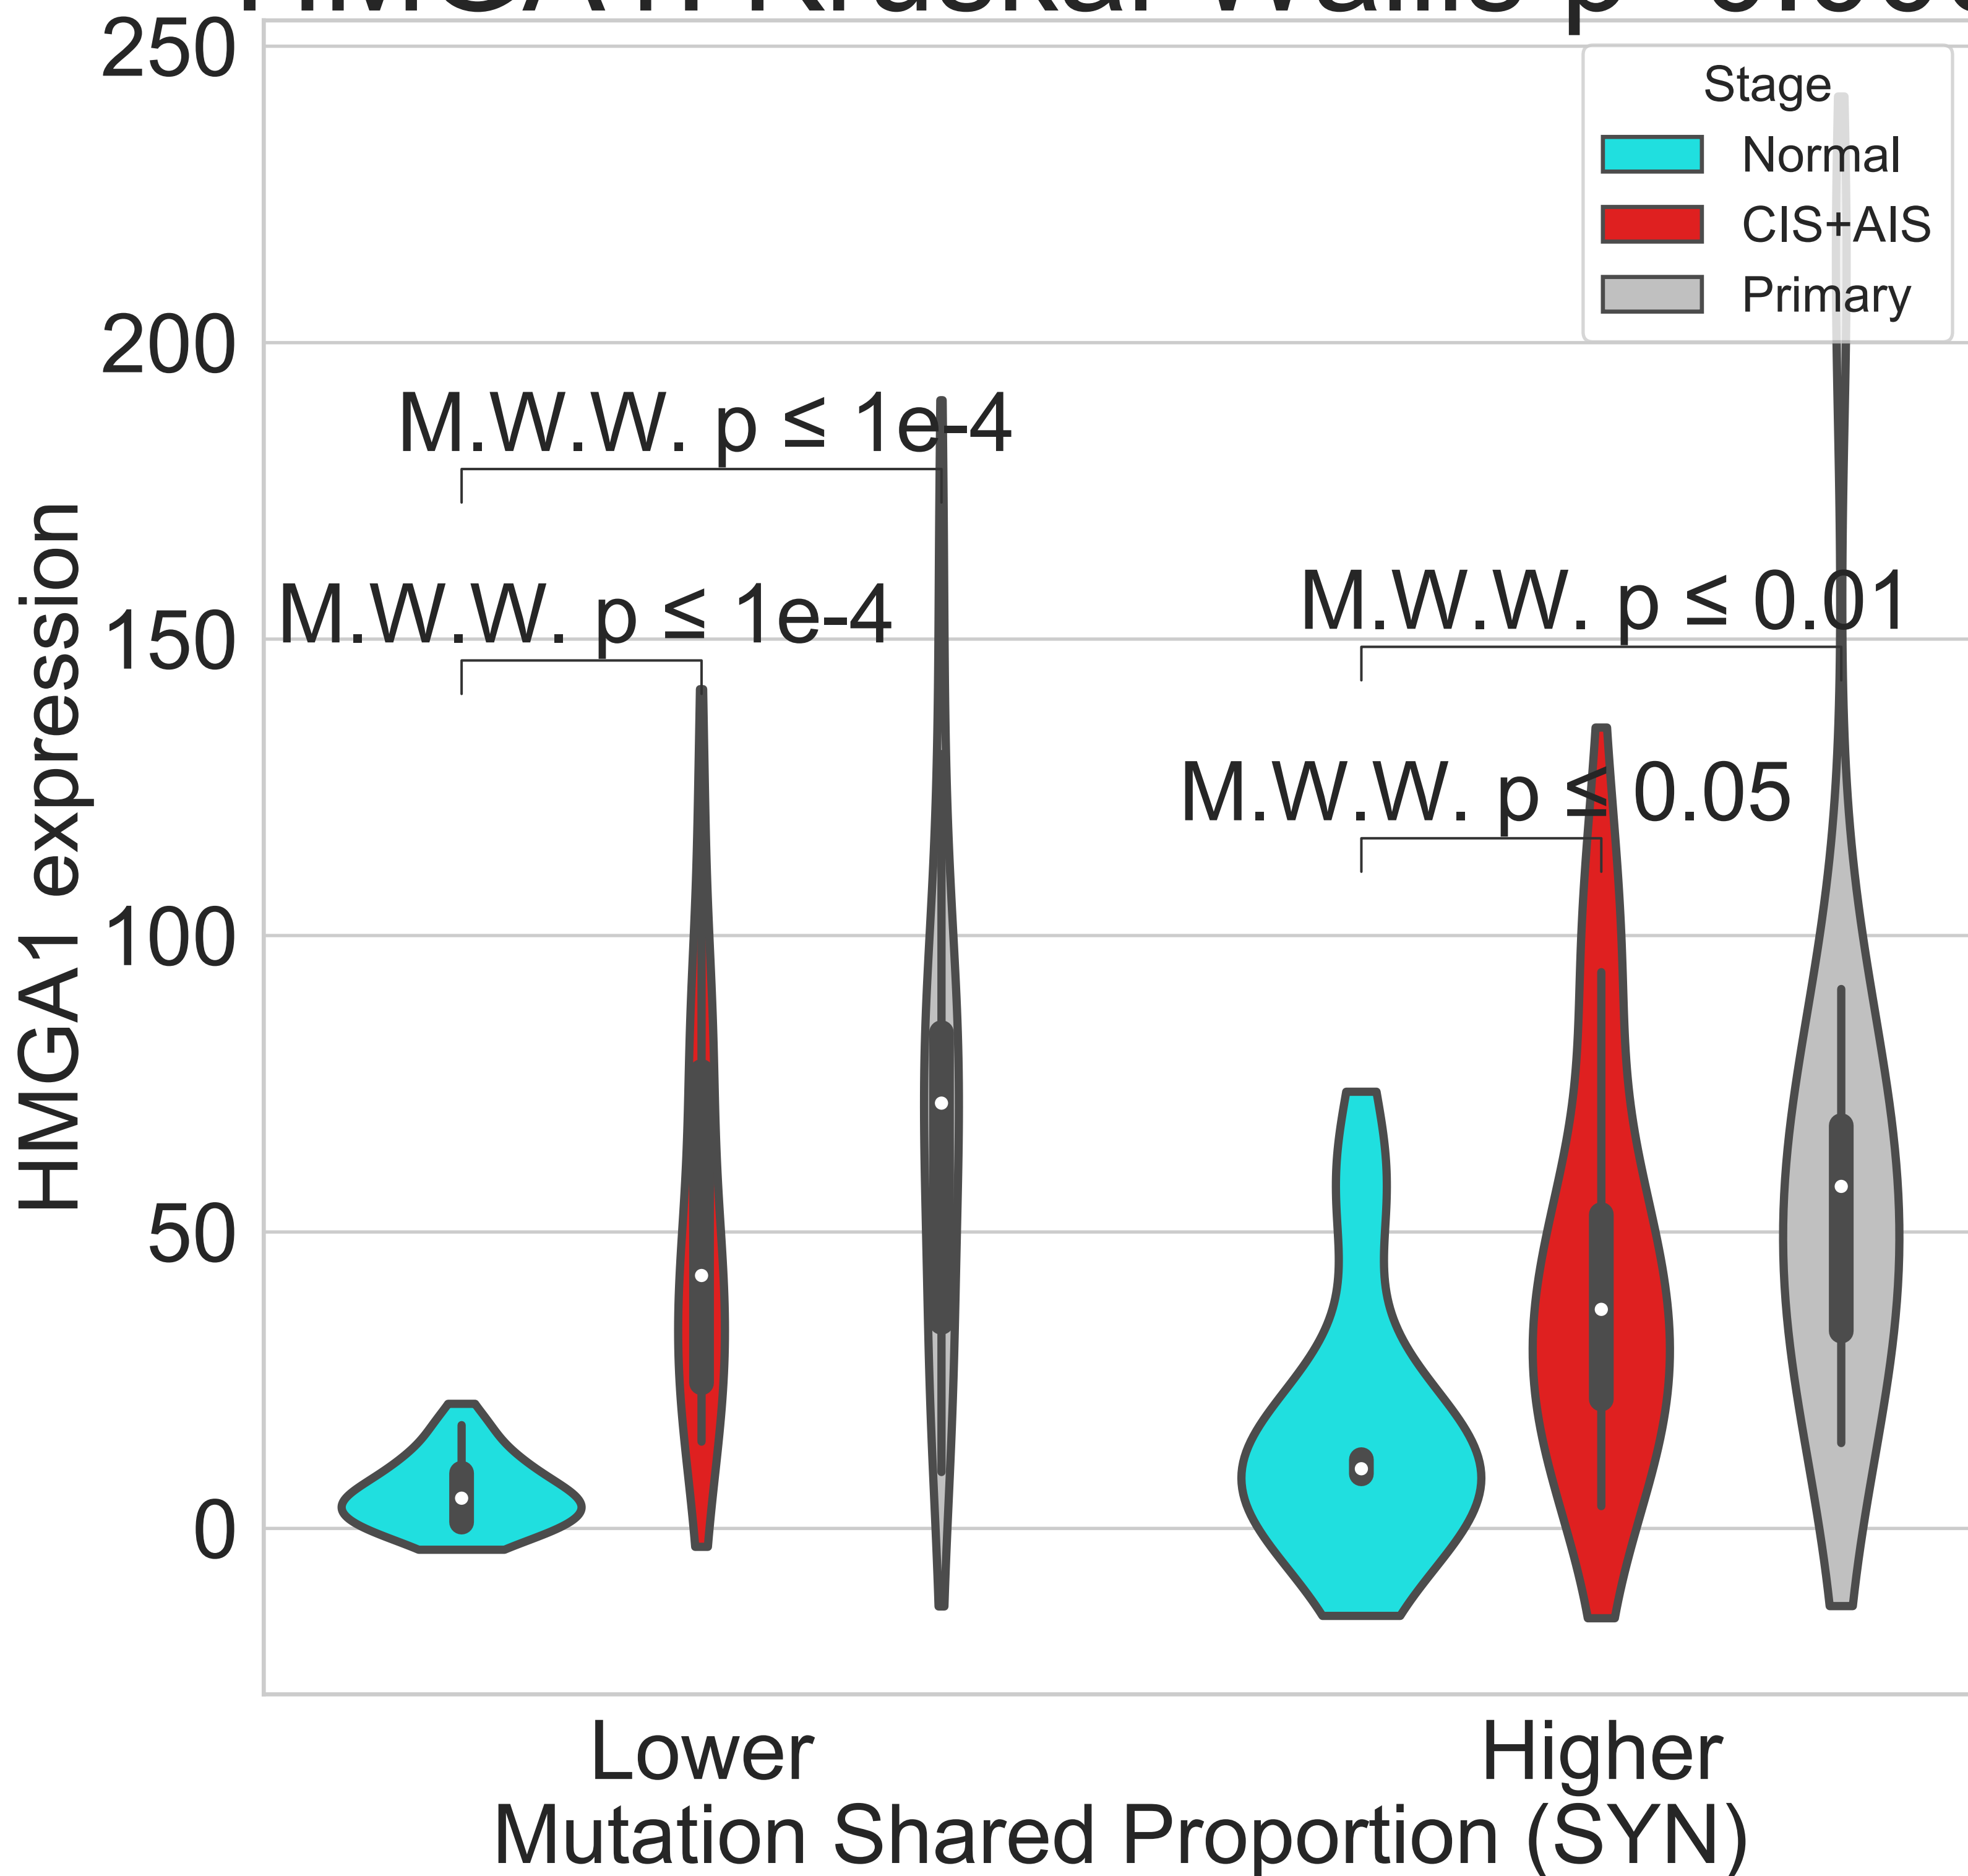 250
Stage
Normal
CIS+AIS
Primary
200
M.W.W. p ≤ 1e-4
M.W.W. p ≤ 1e-4
M.W.W. p ≤ 0.01
150
M.W.W. p ≤ 0.05
HMGA1 expression
100
50
0
Lower
Higher
Mutation Shared Proportion (SYN)